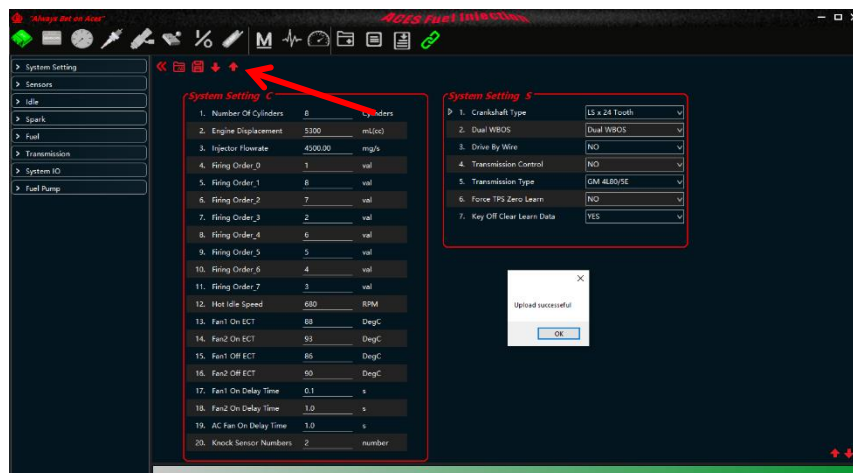 "Always Bet on Aces"
ACES Fuel Injection
M
> System Setting
> Sensors
> Idle
> Spark
> Fuel
> Transmission
> System IO
> Fuel Pump
System Setting C
1. Number Of Cylinders 8 Cylinders
2. Engine Displacement 5300 mL(cc)
3. Injector Flowrate 4500.00 mg/s
4. Firing Order_0 1 val
5. Firing Order_1 8 val
6. Firing Order_2 7 val
7. Firing Order_3 2 val
8. Firing Order_4 6 val
9. Firing Order_5 5 val
10. Firing Order_6 4 val
11. Firing Order_7 3 val
12. Hot Idle Speed 680 RPM
13. Fan1 On ECT 88 DegC
14. Fan2 On ECT 93 DegC
15. Fan1 Off ECT 86 DegC
16. Fan2 Off ECT 90 DegC
17. Fan1 On Delay Time 0.1 s
18. Fan2 On Delay Time 1.0 s
19. AC Fan On Delay Time 1.0 s
20. Knock Sensor Numbers 2 number
System Setting S
1. Crankshaft Type LS x 24 Tooth
2. Dual WBOS Dual WBOS
3. Drive By Wire NO
4. Transmission Control NO
5. Transmission Type GM 4L80/5E
6. Force TPS Zero Learn NO
7. Key Off Clear Learn Data YES
Upload successeful
OK